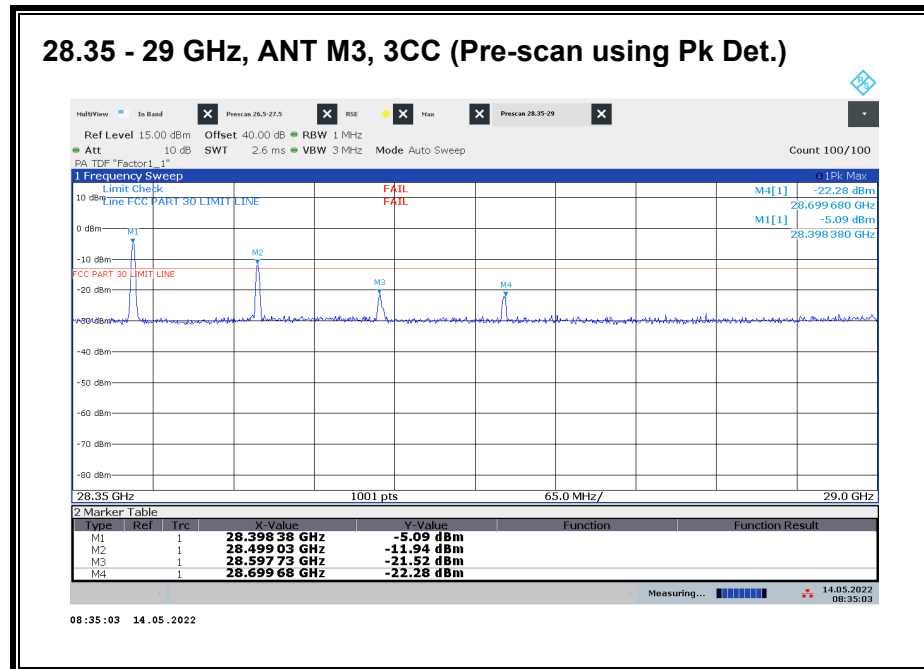 28.35 - 29 GHz, ANT M3, 3CC (Pre-scan using Pk Det.)
R&S
MultiView In Band Prescan 26.5-27.5 RSE Max Prescan 28.35-29
Ref Level 15.00 dBm Offset 40.00 dB RBW 1 MHz
Att 10 dB SWT 2.6 ms VBW 3 MHz Mode Auto Sweep Count 100/100
PA TDF "Factor1_1"
1 Frequency Sweep 1Pk Max
Limit Check FAIL M4[1] -22.28 dBm
10 dBm Line FCC PART 30 LIMIT LINE FAIL 28.699 680 GHz
M1[1] -5.09 dBm
0 dBm 28.398 380 GHz
M1
M2
-10 dBm
FCC PART 30 LIMIT LINE
M3 M4
-20 dBm
-30 dBm
-40 dBm
-50 dBm
-60 dBm
-70 dBm
-80 dBm
28.35 GHz 1001 pts 65.0 MHz/ 29.0 GHz
2 Marker Table
Type Ref Trc X-Value Y-Value Function Function Result
M1 1 28.398 38 GHz -5.09 dBm
M2 1 28.499 03 GHz -11.94 dBm
M3 1 28.597 73 GHz -21.52 dBm
M4 1 28.699 68 GHz -22.28 dBm
Measuring... 14.05.2022
08:35:03
08:35:03 14.05.2022